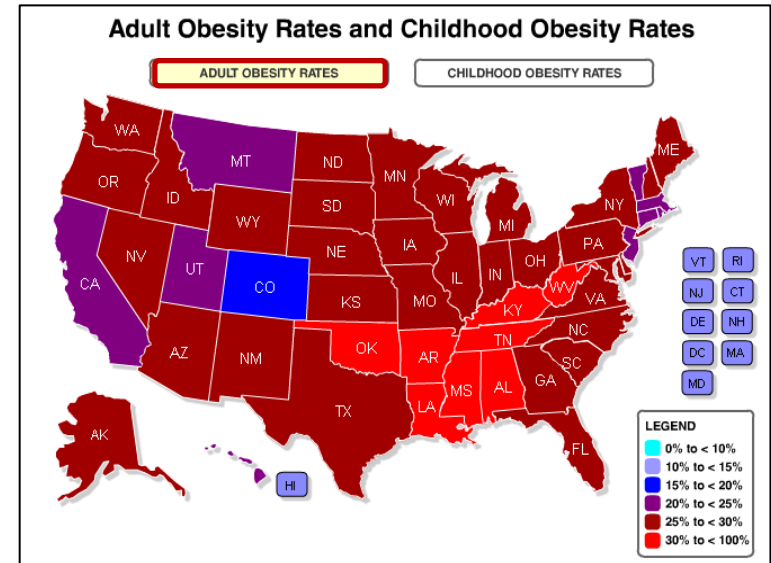 Adult Obesity Rates and Childhood Obesity Rates
ADULT OBESITY RATES
CHILDHOOD OBESITY RATES
WA
MT
ND
MN
ME
OR
ID
SD
WI
MI
NY
WY
NV
NE
IA
PA
CA
UT
CO
KS
MO
IL
IN
OH
WV
VA
KY
AZ
NM
OK
AR
TN
NC
SC
TX
LA
MS
AL
GA
FL
AK
HI
VT
RI
NJ
CT
DE
NH
DC
MA
MD
LEGEND
0% to < 10%
10% to < 15%
15% to < 20%
20% to < 25%
25% to < 30%
30% to < 100%